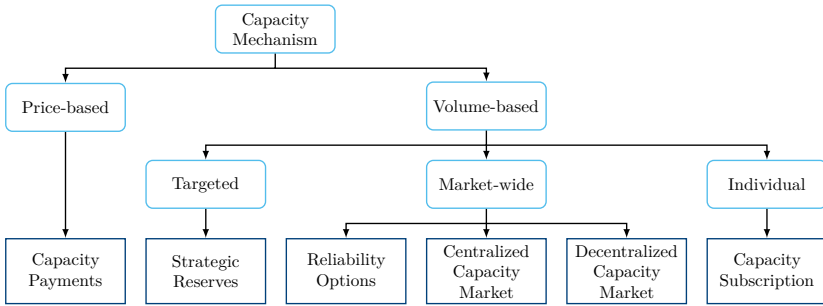 Capacity
Mechanism
Price-based
Volume-based
Targeted
Market-wide
Individual
Capacity
Payments
Strategic
Reserves
Reliability
Options
Centralized
Capacity
Market
Decentralized
Capacity
Market
Capacity
Subscription